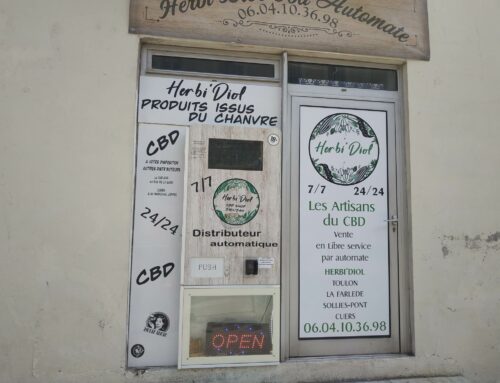 Automate
06.04.10.36.98
Herbi'Diol
PRODUITS ISSUS
DU CHANVRE
CBD
24/24
CBD
7/7
Herbi'Diol
Distributeur
automatique
PUSH
OPEN
Herbi'Diol
7/7 24/24
Les Artisans
du CBD
Vente
en Libre service
par automate
HERBI'DIOL
TOULON
LA FARLEDE
SOLLIES-PONT
CUERS
06.04.10.36.98